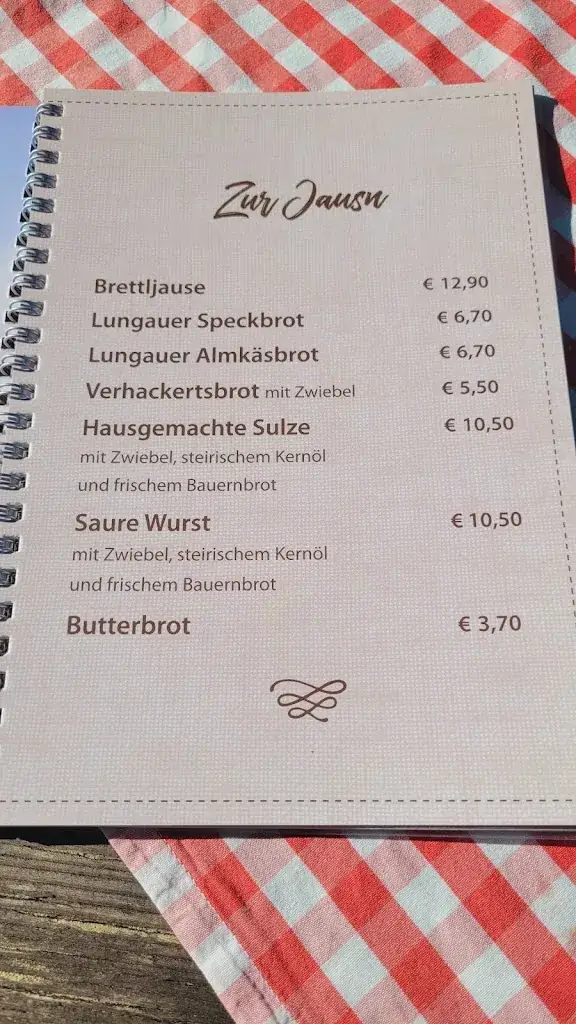 Zur Jausn
Brettljause € 12,90
Lungauer Speckbrot € 6,70
Lungauer Almkäsbrot € 6,70
Verhackertsbrot mit Zwiebel € 5,50
Hausgemachte Sulze € 10,50
mit Zwiebel, steirischem Kernöl
und frischem Bauernbrot
Saure Wurst € 10,50
mit Zwiebel, steirischem Kernöl
und frischem Bauernbrot
Butterbrot € 3,70